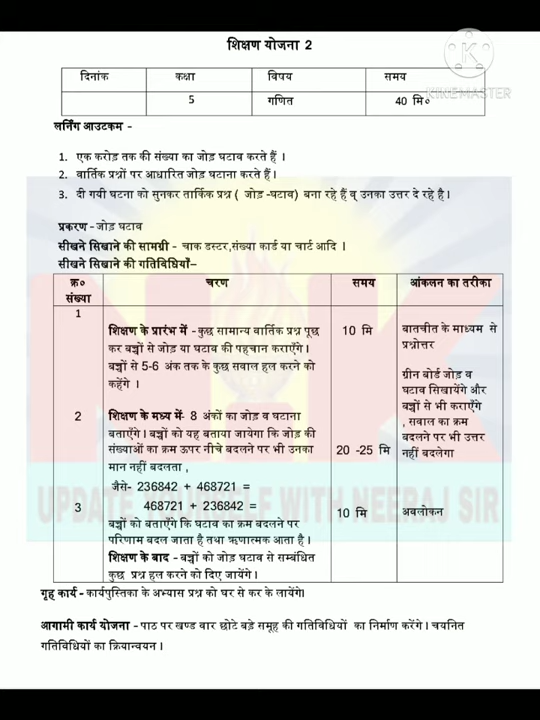 शिक्षण योजना 2
KINEMASTER
दिनांक कक्षा विषय समय
5 गणित 40 मि०
लर्निंग आउटकम -
1. एक करोड़ तक की संख्या का जोड़ घटाव करते हैं ।
2. वार्तिक प्रश्नों पर आधारित जोड़ घटाना करते हैं।
3. दी गयी घटना को सुनकर तार्किक प्रश्न ( जोड़ -घटाव) बना रहे हैं व् उनका उत्तर दे रहे है।
प्रकरण - जोड़ घटाव
सीखने सिखाने की सामग्री - चाक डस्टर,संख्या कार्ड या चार्ट आदि ।
सीखने सिखाने की गतिविधियाँ–
क्र० संख्या चरण समय आंकलन का तरीका
1
शिक्षण के प्रारंभ में - कुछ सामान्य वार्तिक प्रश्न पूछ
कर बच्चों से जोड़ या घटाव की पहचान कराएँगे।
बच्चों से 5-6 अंक तक के कुछ सवाल हल करने को
कहेंगे ।
10 मि
बातचीत के माध्यम से
प्रश्नोत्तर
ग्रीन बोर्ड जोड़ व
घटाव सिखायेंगे और
बच्चों से भी कराएँगे
, सवाल का क्रम
बदलने पर भी उत्तर
नहीं बदलेगा
2
शिक्षण के मध्य में- 8 अंकों का जोड़ व घटाना
बताएँगे। बच्चों को यह बताया जायेगा कि जोड़ की
संख्याओं का क्रम ऊपर नीचे बदलने पर भी उनका
मान नहीं बदलता ,
जैसे- 236842 + 468721 =
468721 + 236842 =
बच्चों को बताएँगे कि घटाव का क्रम बदलने पर
परिणाम बदल जाता है तथा ऋणात्मक आता है।
20 -25 मि
3
शिक्षण के बाद - बच्चों को जोड़ घटाव से सम्बंधित
कुछ प्रश्न हल करने को दिए जायेंगे।
10 मि
अवलोकन
UPDATE YOURSELF WITH NEERAJ SIR
गृह कार्य - कार्यपुस्तिका के अभ्यास प्रश्न को घर से कर के लायेंगे।
आगामी कार्य योजना - पाठ पर खण्ड वार छोटे बड़े समूह की गतिविधियों का निर्माण करेंगे। चयनित
गतिविधियों का क्रियान्वयन ।